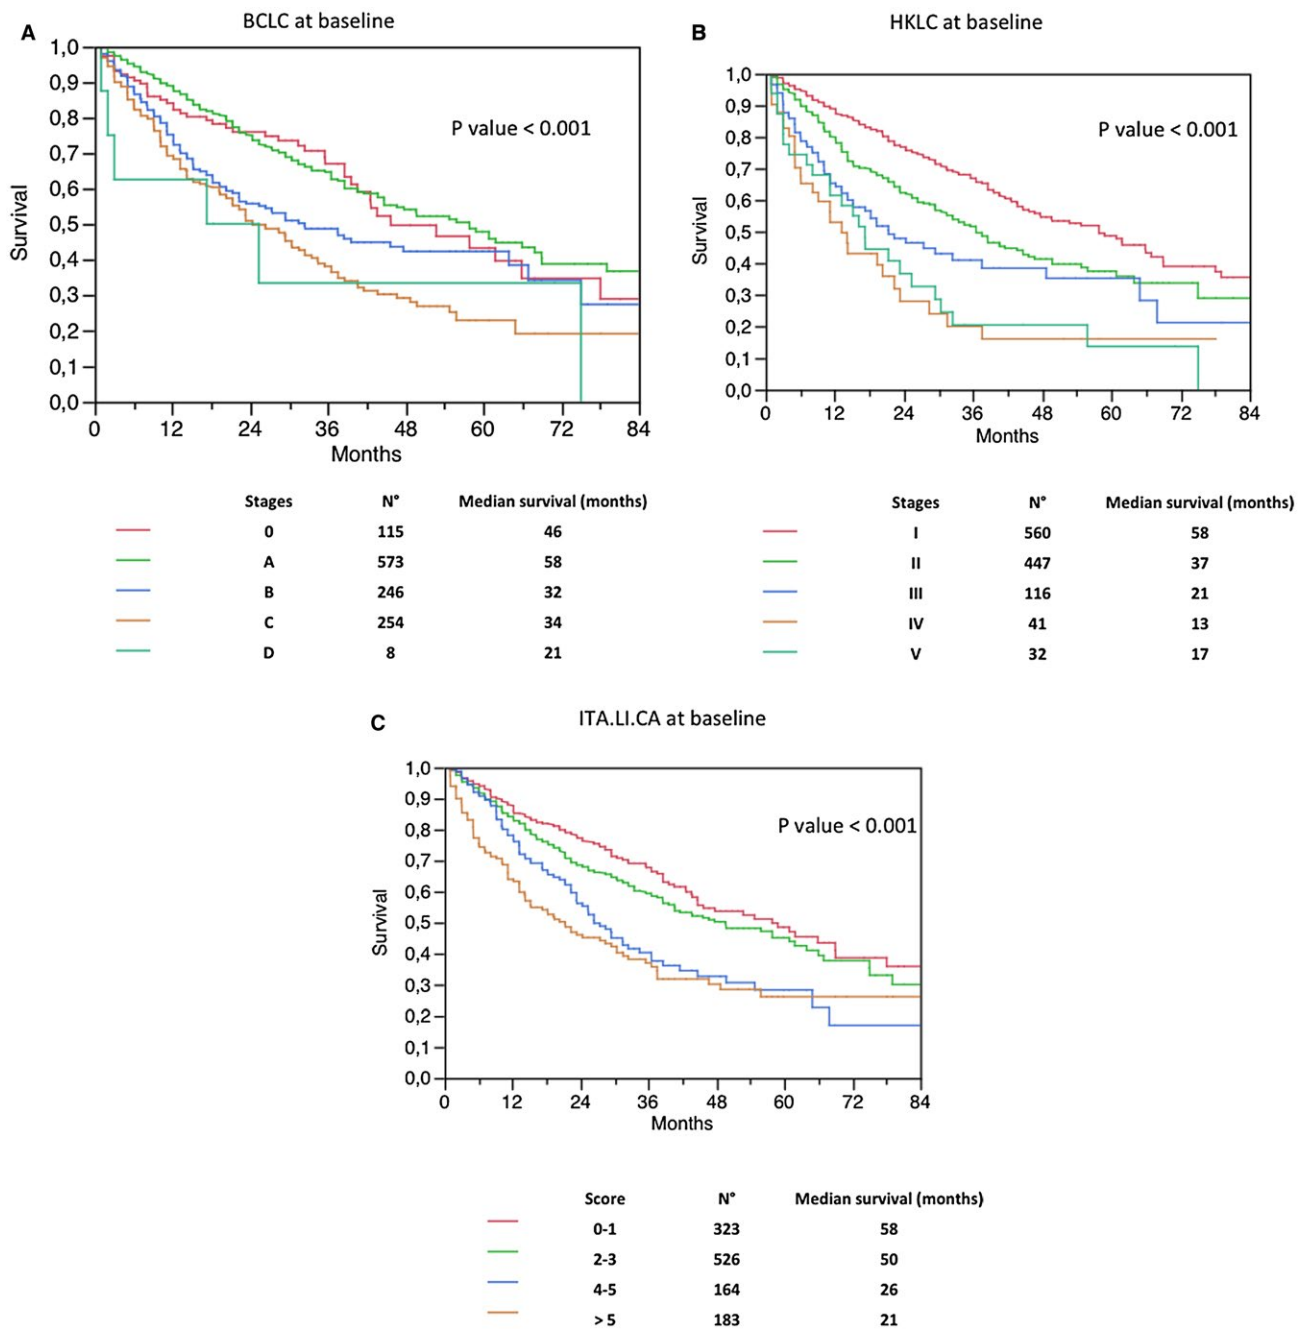 A
BCLC at baseline
1,0
0,9
0,8
0,7
0,6
0,5
0,4
0,3
0,2
0,1
0,0
Survival
P value < 0.001
0 12 24 36 48 60 72 84
Months
Stages N° Median survival (months)
0 115 46
A 573 58
B 246 32
C 254 34
D 8 21
B
HKLC at baseline
1,0
0,9
0,8
0,7
0,6
0,5
0,4
0,3
0,2
0,1
0,0
Survival
P value < 0.001
0 12 24 36 48 60 72 84
Months
Stages N° Median survival (months)
I 560 58
II 447 37
III 116 21
IV 41 13
V 32 17
C
ITA.LI.CA at baseline
1,0
0,9
0,8
0,7
0,6
0,5
0,4
0,3
0,2
0,1
0,0
Survival
P value < 0.001
0 12 24 36 48 60 72 84
Months
Score N° Median survival (months)
0-1 323 58
2-3 526 50
4-5 164 26
> 5 183 21